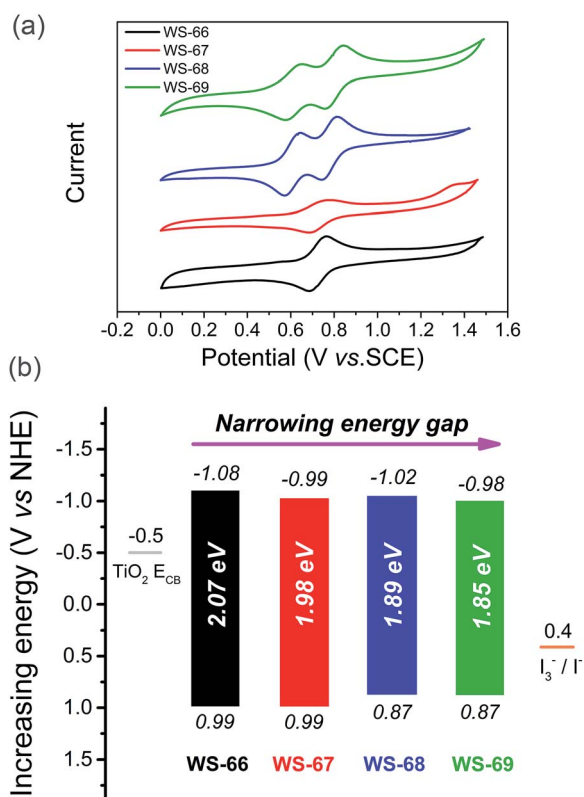 (a)
WS-66
WS-67
WS-68
WS-69
Current
-0.2 0.0 0.2 0.4 0.6 0.8 1.0 1.2 1.4 1.6
Potential (V vs.SCE)
(b)
Increasing energy (V vs NHE)
Narrowing energy gap
-1.5
-1.0
-0.5
0.0
0.5
1.0
1.5
-1.08 -0.99 -1.02 -0.98
-0.5
TiO₂ E_CB
2.07 eV 1.98 eV 1.89 eV 1.85 eV
0.4
I₃⁻ / I⁻
0.99 0.99 0.87 0.87
WS-66 WS-67 WS-68 WS-69